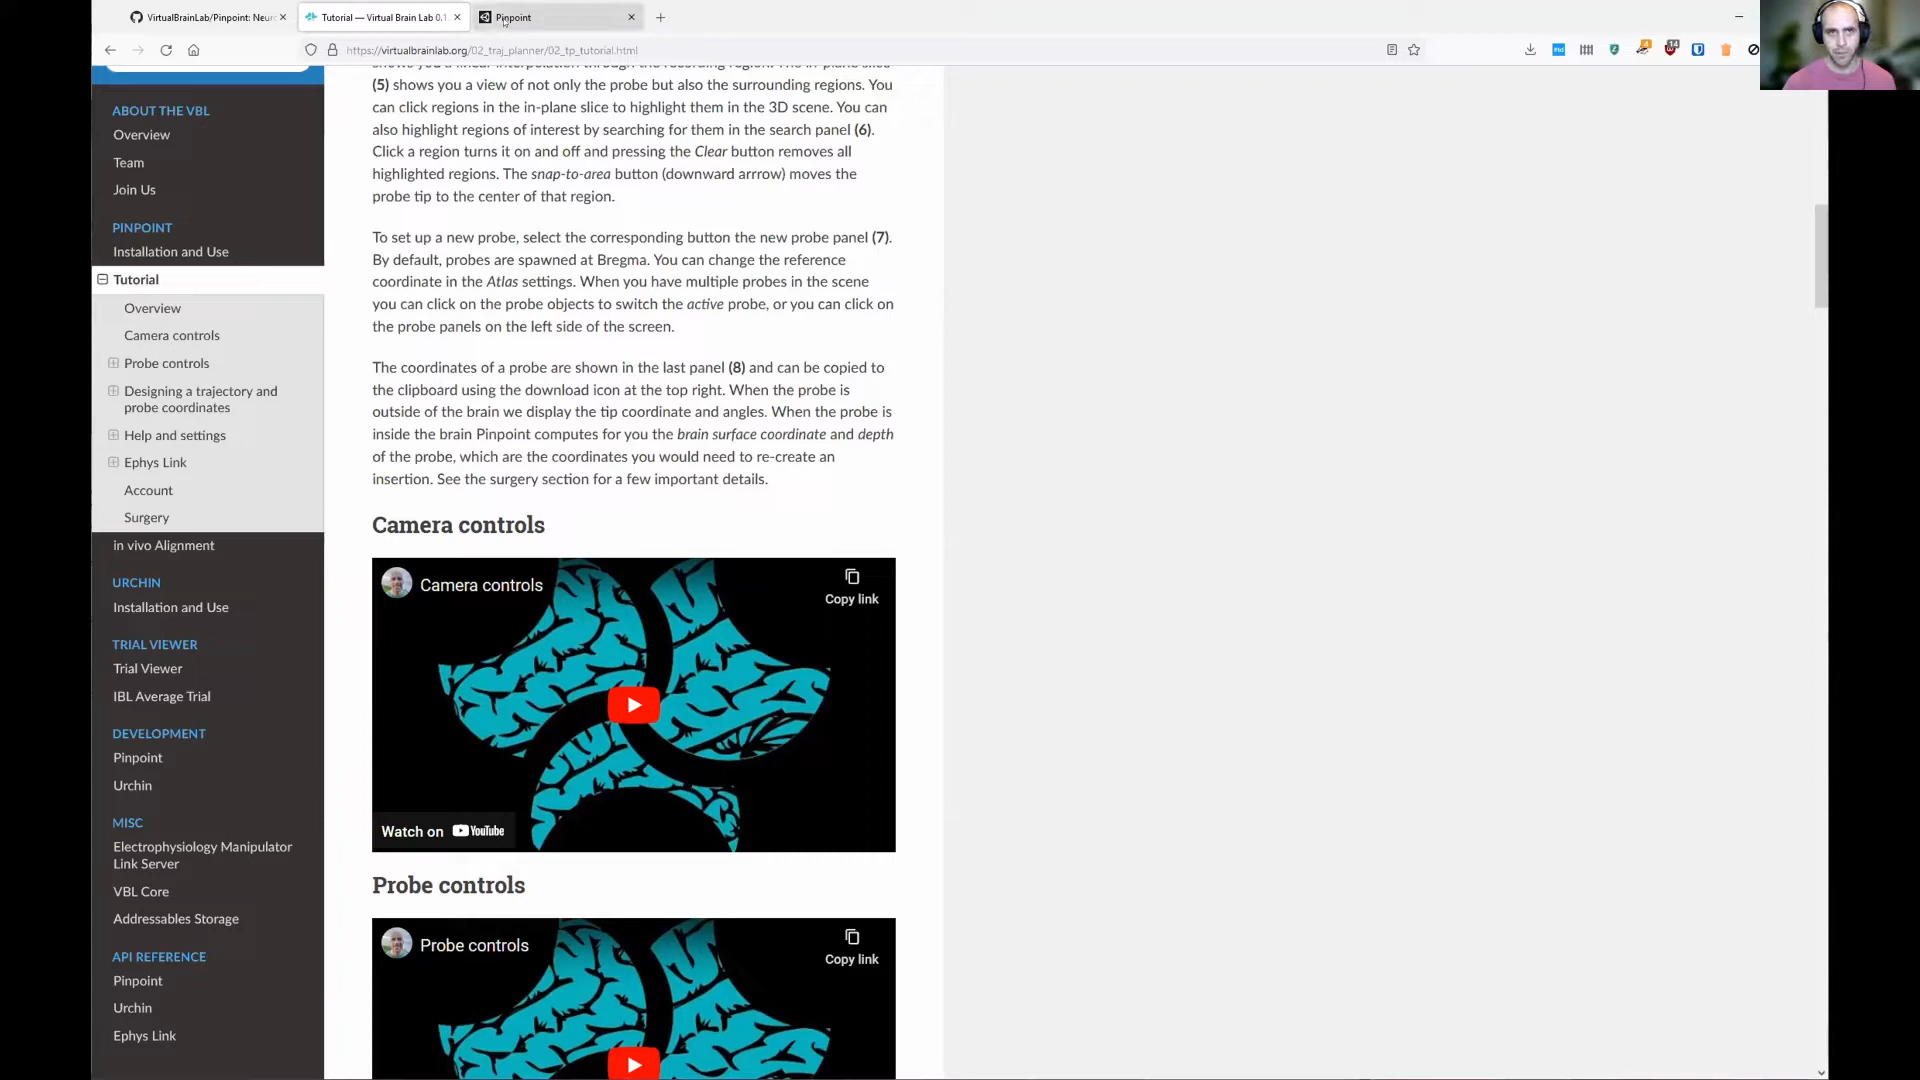 VirtualBrainLab/Pinpoint: Neuro
Tutorial — Virtual Brain Lab 0.1.
Pinpoint
https://virtualbrainlab.org/02_traj_planner/02_tp_tutorial.html
4
14
ABOUT THE VBL
Overview
Team
Join Us
PINPOINT
Installation and Use
Tutorial
Overview
Camera controls
Probe controls
Designing a trajectory and
probe coordinates
Help and settings
Ephys Link
Account
Surgery
in vivo Alignment
URCHIN
Installation and Use
TRIAL VIEWER
Trial Viewer
IBL Average Trial
DEVELOPMENT
Pinpoint
Urchin
MISC
Electrophysiology Manipulator
Link Server
VBL Core
Addressables Storage
API REFERENCE
Pinpoint
Urchin
Ephys Link
(5) shows you a view of not only the probe but also the surrounding regions. You
can click regions in the in-plane slice to highlight them in the 3D scene. You can
also highlight regions of interest by searching for them in the search panel (6).
Click a region turns it on and off and pressing the Clear button removes all
highlighted regions. The snap-to-area button (downward arrrow) moves the
probe tip to the center of that region.
To set up a new probe, select the corresponding button the new probe panel (7).
By default, probes are spawned at Bregma. You can change the reference
coordinate in the Atlas settings. When you have multiple probes in the scene
you can click on the probe objects to switch the active probe, or you can click on
the probe panels on the left side of the screen.
The coordinates of a probe are shown in the last panel (8) and can be copied to
the clipboard using the download icon at the top right. When the probe is
outside of the brain we display the tip coordinate and angles. When the probe is
inside the brain Pinpoint computes for you the brain surface coordinate and depth
of the probe, which are the coordinates you would need to re-create an
insertion. See the surgery section for a few important details.
Camera controls
Camera controls
Copy link
Watch on YouTube
Probe controls
Probe controls
Copy link